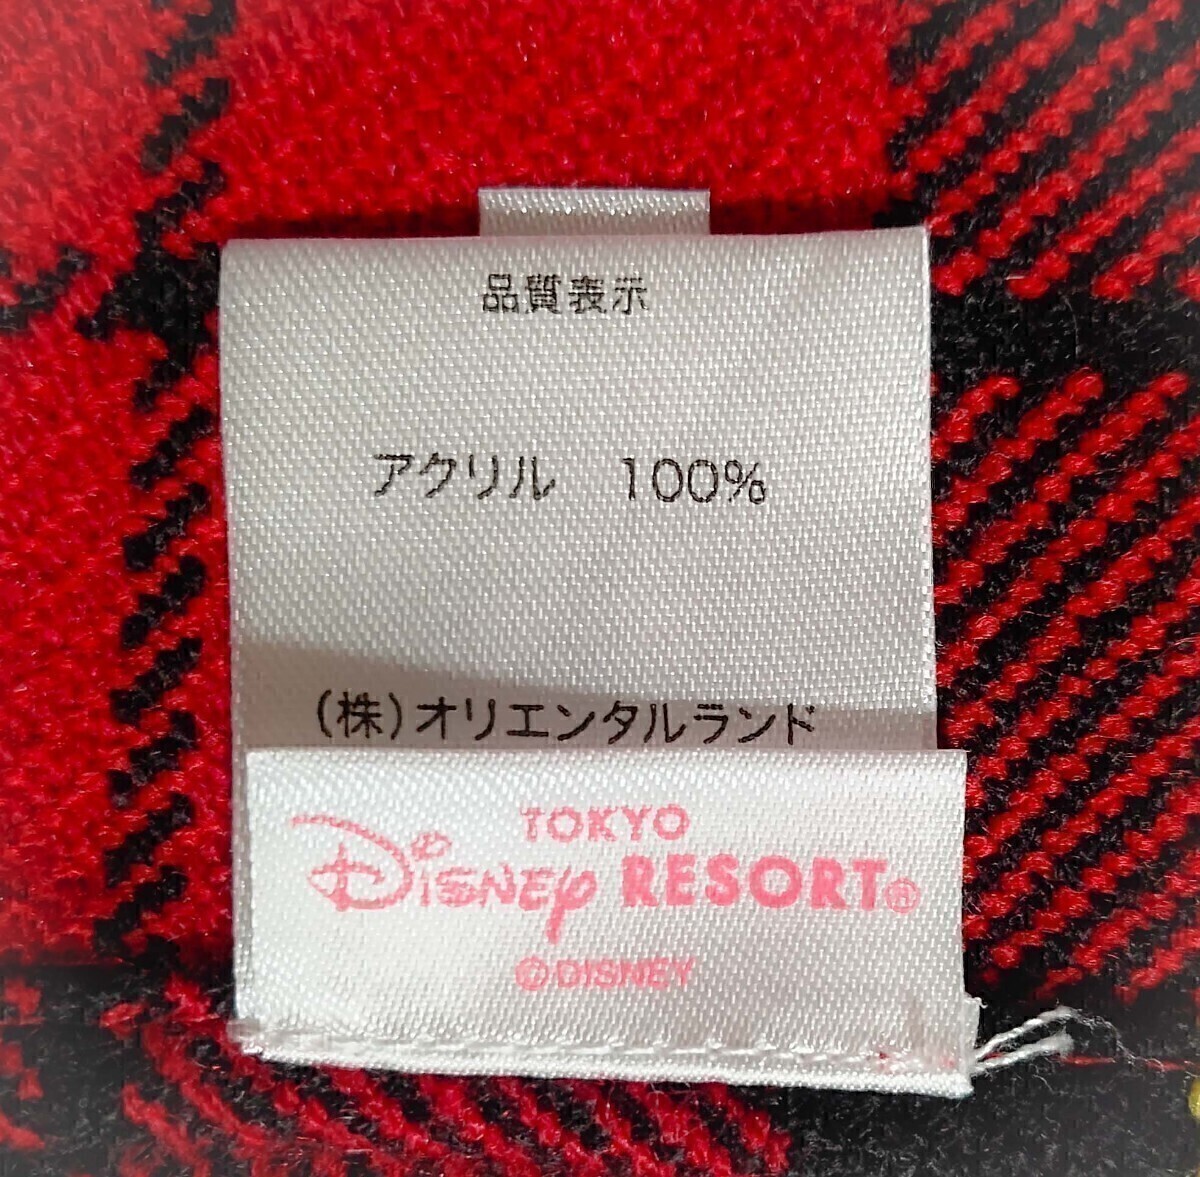 品質表示
アクリル 100%
(株)オリエンタルランド
TOKYO
Disney RESORT®
©DISNEY